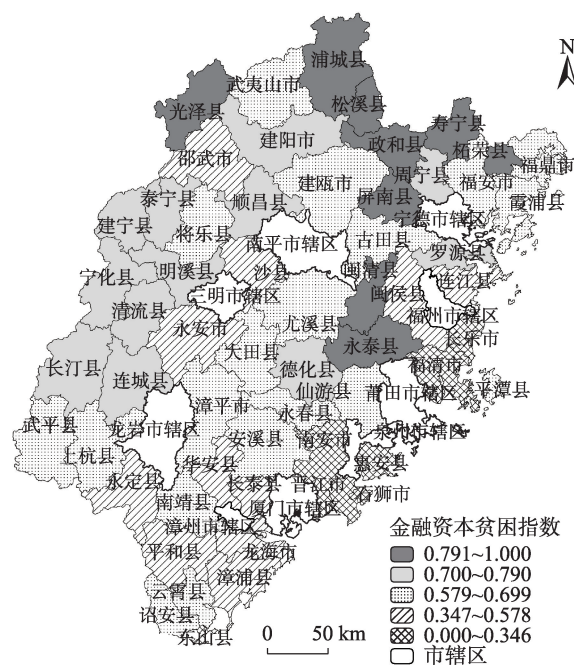 N
浦城县
武夷山市
光泽县
松溪县
寿宁县
建阳市
政和县
柘荣县
邵武市
福鼎市
周宁县
建瓯市
福安市
泰宁县
屏南县
顺昌县
霞浦县
建宁县
宁德市辖区
将乐县
南平市辖区
古田县
罗源县
宁化县
明溪县
沙县
闽清县
连江县
三明市辖区
闽侯县
清流县
福州市辖区
永安市
尤溪县
长乐市
大田县
永泰县
长汀县
福清市
连城县
德化县
平潭县
仙游县
莆田市辖区
漳平市
永春县
武平县
龙岩市辖区
安溪县
南安市
泉州市辖区
上杭县
华安县
惠安县
永定县
长泰县
晋江市
石狮市
南靖县
厦门市辖区
漳州市辖区
平和县
龙海市
漳浦县
云霄县
诏安县
东山县
0 50 km
金融资本贫困指数
0.791~1.000
0.700~0.790
0.579~0.699
0.347~0.578
0.000~0.346
市辖区